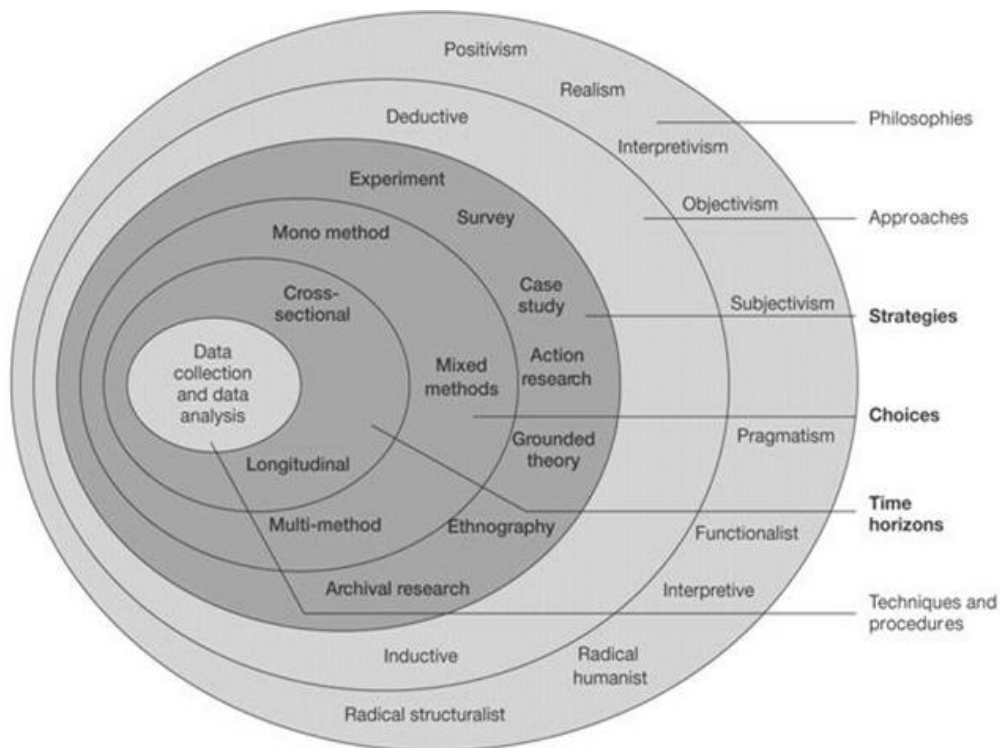 Positivism
Realism
Philosophies
Deductive
Interpretivism
Experiment
Objectivism
Survey
Approaches
Mono method
Cross-
sectional
Case
study
Subjectivism
Strategies
Data
collection
and data
analysis
Mixed
methods
Action
research
Choices
Grounded
theory
Pragmatism
Longitudinal
Time
horizons
Multi-method
Ethnography
Functionalist
Archival research
Interpretive
Techniques and
procedures
Inductive
Radical
humanist
Radical structuralist